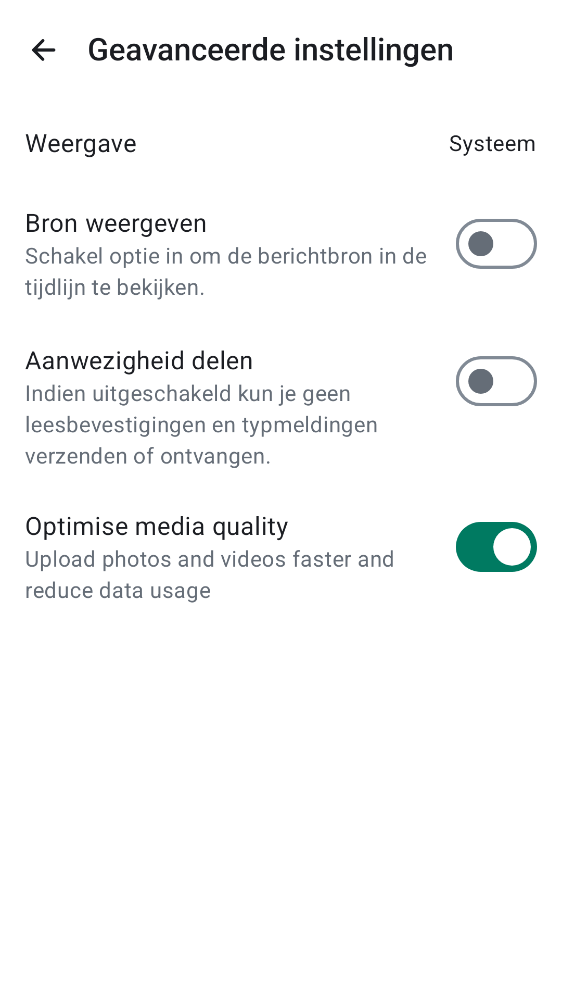 Geavanceerde instellingen
Weergave Systeem
Bron weergeven
Schakel optie in om de berichtbron in de
tijdlijn te bekijken.
Aanwezigheid delen
Indien uitgeschakeld kun je geen
leesbevestigingen en typmeldingen
verzenden of ontvangen.
Optimise media quality
Upload photos and videos faster and
reduce data usage